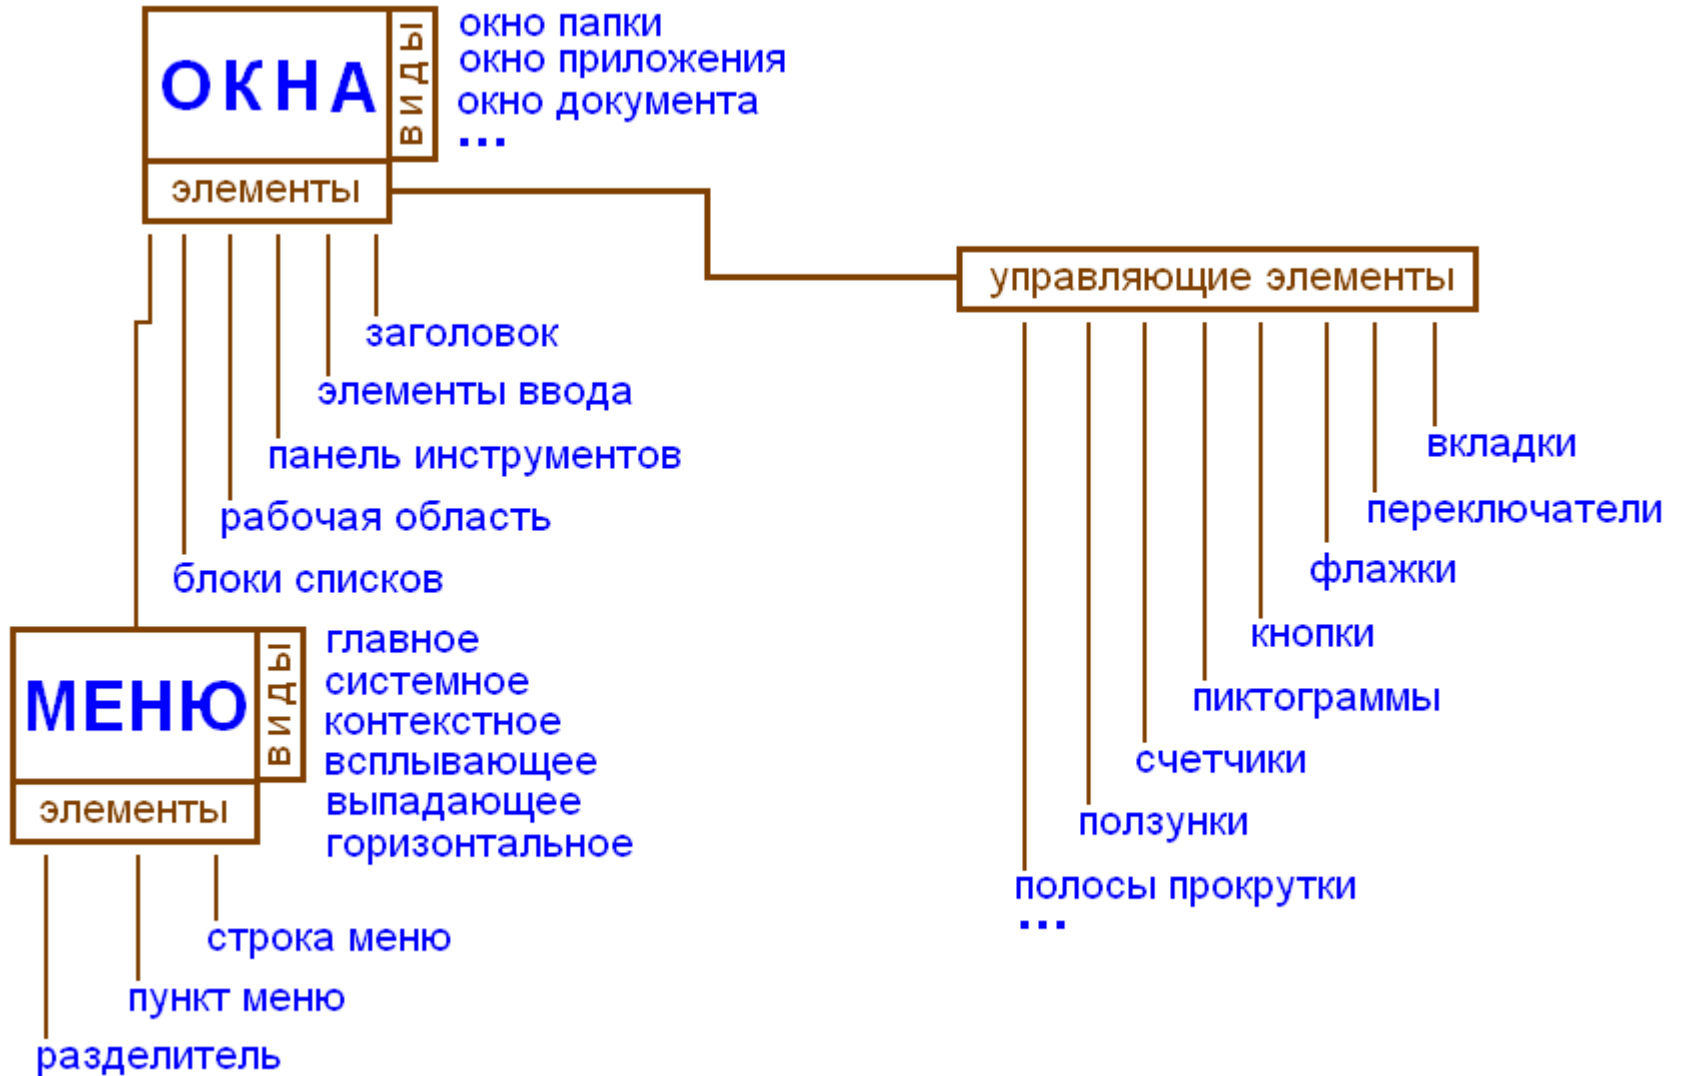 ОКНА
ВИДЫ
окно папки
окно приложения
окно документа
...
элементы
управляющие элементы
заголовок
элементы ввода
панель инструментов
рабочая область
блоки списков
вкладки
переключатели
флажки
кнопки
пиктограммы
счетчики
ползунки
полосы прокрутки
...
МЕНЮ
ВИДЫ
главное
системное
контекстное
всплывающее
выпадающее
горизонтальное
элементы
строка меню
пункт меню
разделитель